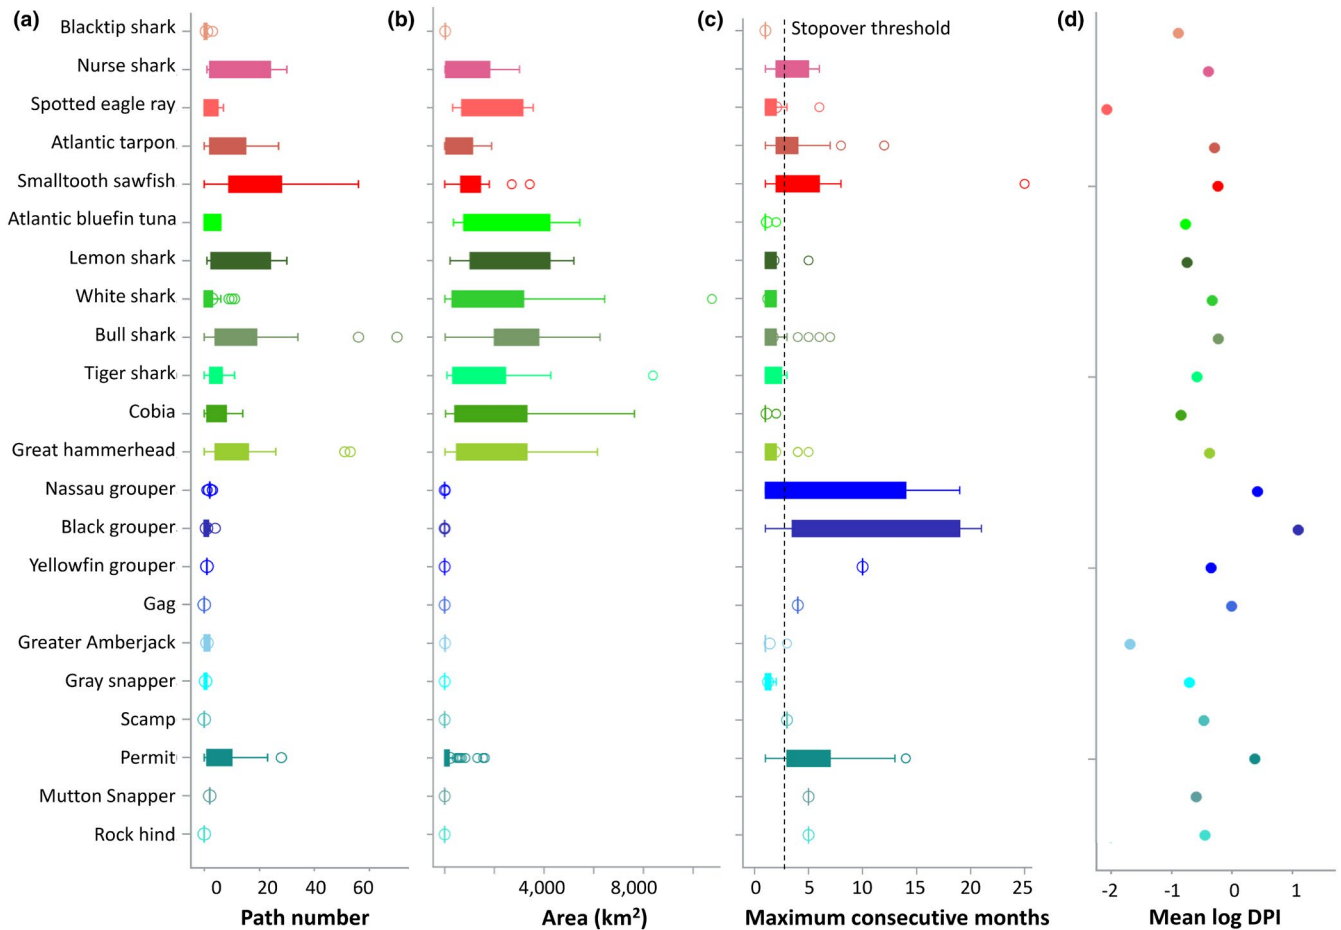 (a)
(b)
(c)
(d)
Stopover threshold
Blacktip shark
Nurse shark
Spotted eagle ray
Atlantic tarpon
Smalltooth sawfish
Atlantic bluefin tuna
Lemon shark
White shark
Bull shark
Tiger shark
Cobia
Great hammerhead
Nassau grouper
Black grouper
Yellowfin grouper
Gag
Greater Amberjack
Gray snapper
Scamp
Permit
Mutton Snapper
Rock hind
0 20 40 60
Path number
4,000 8,000
Area (km²)
0 5 10 15 20 25
Maximum consecutive months
-2 -1 0 1
Mean log DPI